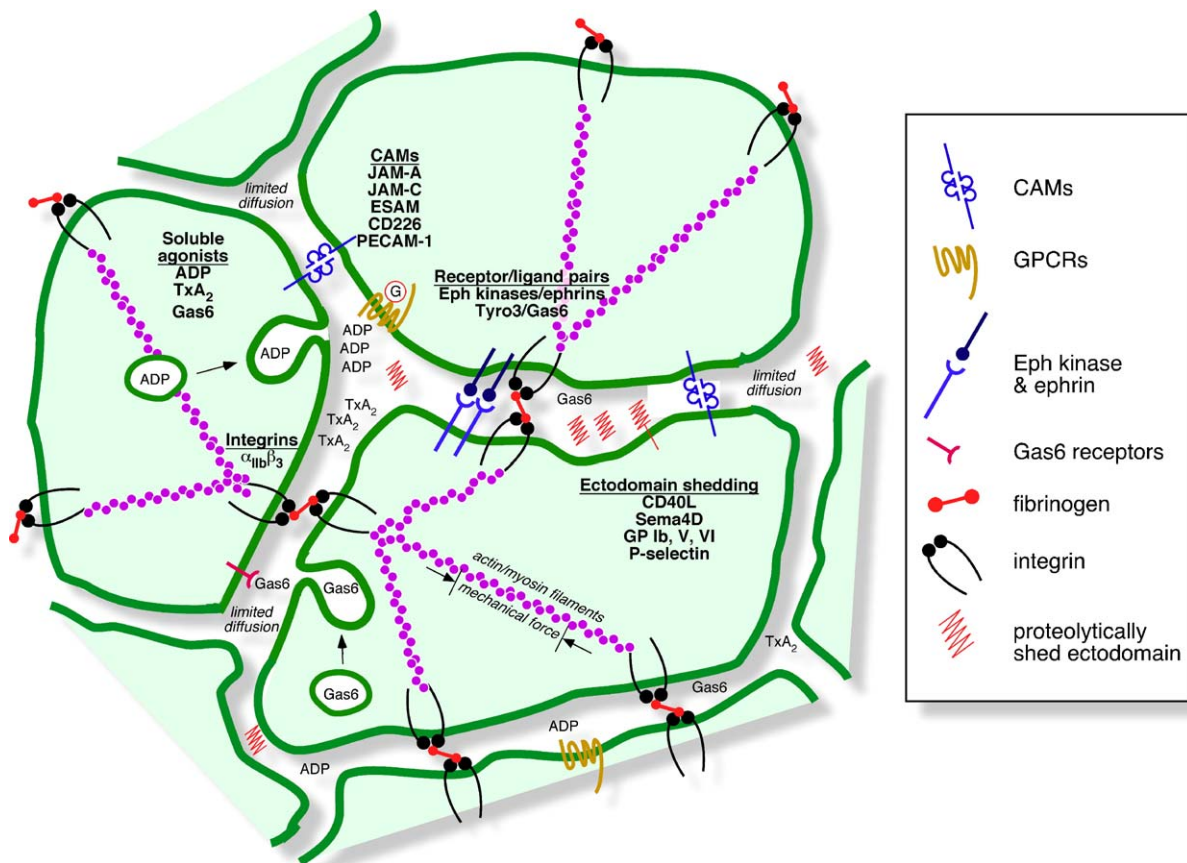 limited
diffusion
CAMs
JAM-A
JAM-C
ESAM
CD226
PECAM-1
Soluble
agonists
ADP
TxA2
Gas6
Receptor/ligand pairs
Eph kinases/ephrins
Tyro3/Gas6
G
ADP
ADP
ADP
ADP
ADP
TxA2
TxA2
TxA2
Gas6
limited
diffusion
Integrins
αIIbβ3
Ectodomain shedding
CD40L
Sema4D
GP Ib, V, VI
P-selectin
actin/myosin filaments
mechanical force
Gas6
Gas6
limited
diffusion
Gas6
TxA2
Gas6
ADP
ADP
CAMs
GPCRs
Eph kinase
& ephrin
Gas6 receptors
fibrinogen
integrin
proteolytically
shed ectodomain